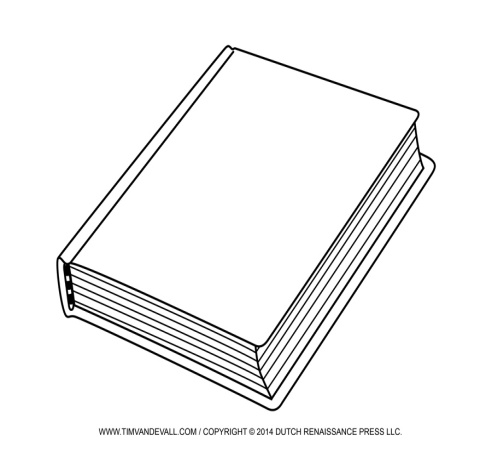 WWW.TIMVANDEVALL.COM / COPYRIGHT © 2014 DUTCH RENAISSANCE PRESS LLC.